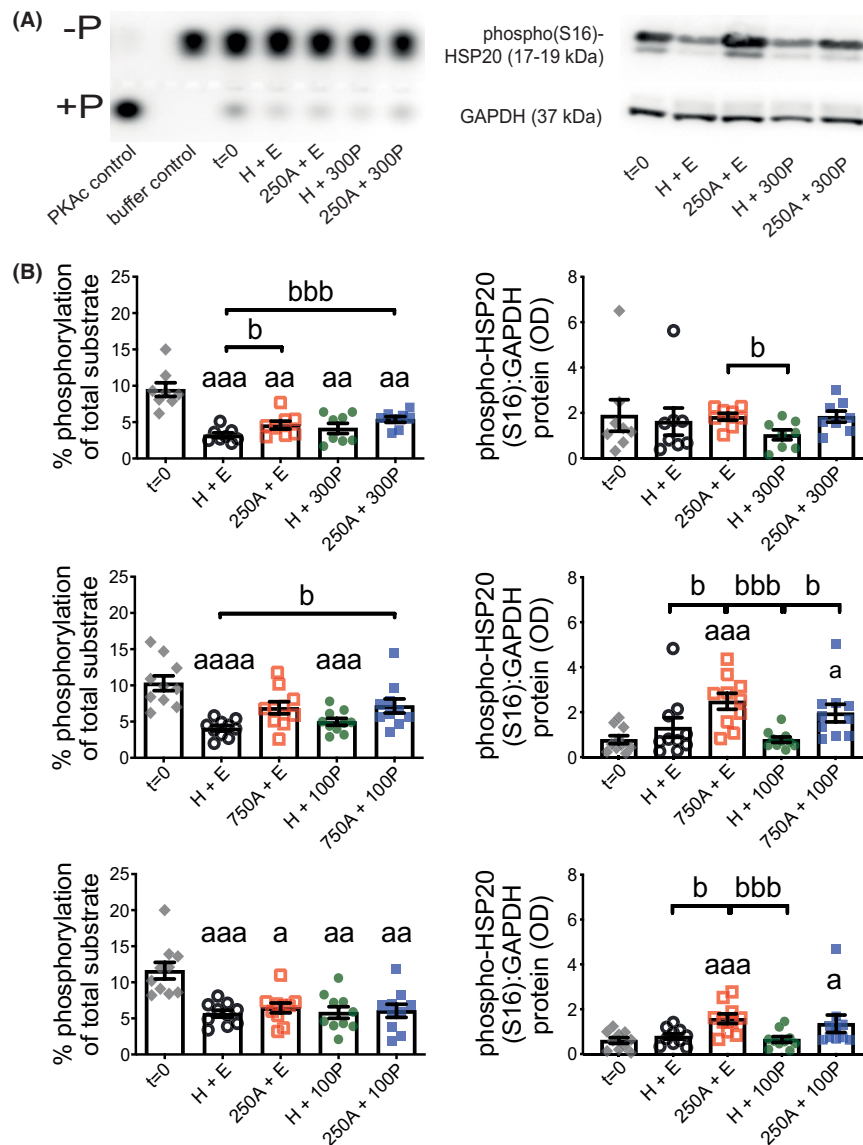 (A)
-P
+P
PKAc control
buffer control
t=0
H + E
250A + E
H + 300P
250A + 300P
phospho(S16)-
HSP20 (17-19 kDa)
GAPDH (37 kDa)
t=0
H + E
250A + E
H + 300P
250A + 300P
(B)
% phosphorylation
of total substrate
25
20
15
10
5
0
bbb
b
aaa
aa
aa
aa
t=0
H + E
250A + E
H + 300P
250A + 300P
phospho-HSP20
(S16):GAPDH
protein (OD)
8
6
4
2
0
b
t=0
H + E
250A + E
H + 300P
250A + 300P
% phosphorylation
of total substrate
25
20
15
10
5
0
b
aaaa
aaa
t=0
H + E
750A + E
H + 100P
750A + 100P
phospho-HSP20
(S16):GAPDH
protein (OD)
8
6
4
2
0
b
bbb
b
aaa
a
t=0
H + E
750A + E
H + 100P
750A + 100P
% phosphorylation
of total substrate
25
20
15
10
5
0
aaa
a
aa
aa
t=0
H + E
250A + E
H + 100P
250A + 100P
phospho-HSP20
(S16):GAPDH
protein (OD)
8
6
4
2
0
b
bbb
aaa
a
t=0
H + E
250A + E
H + 100P
250A + 100P